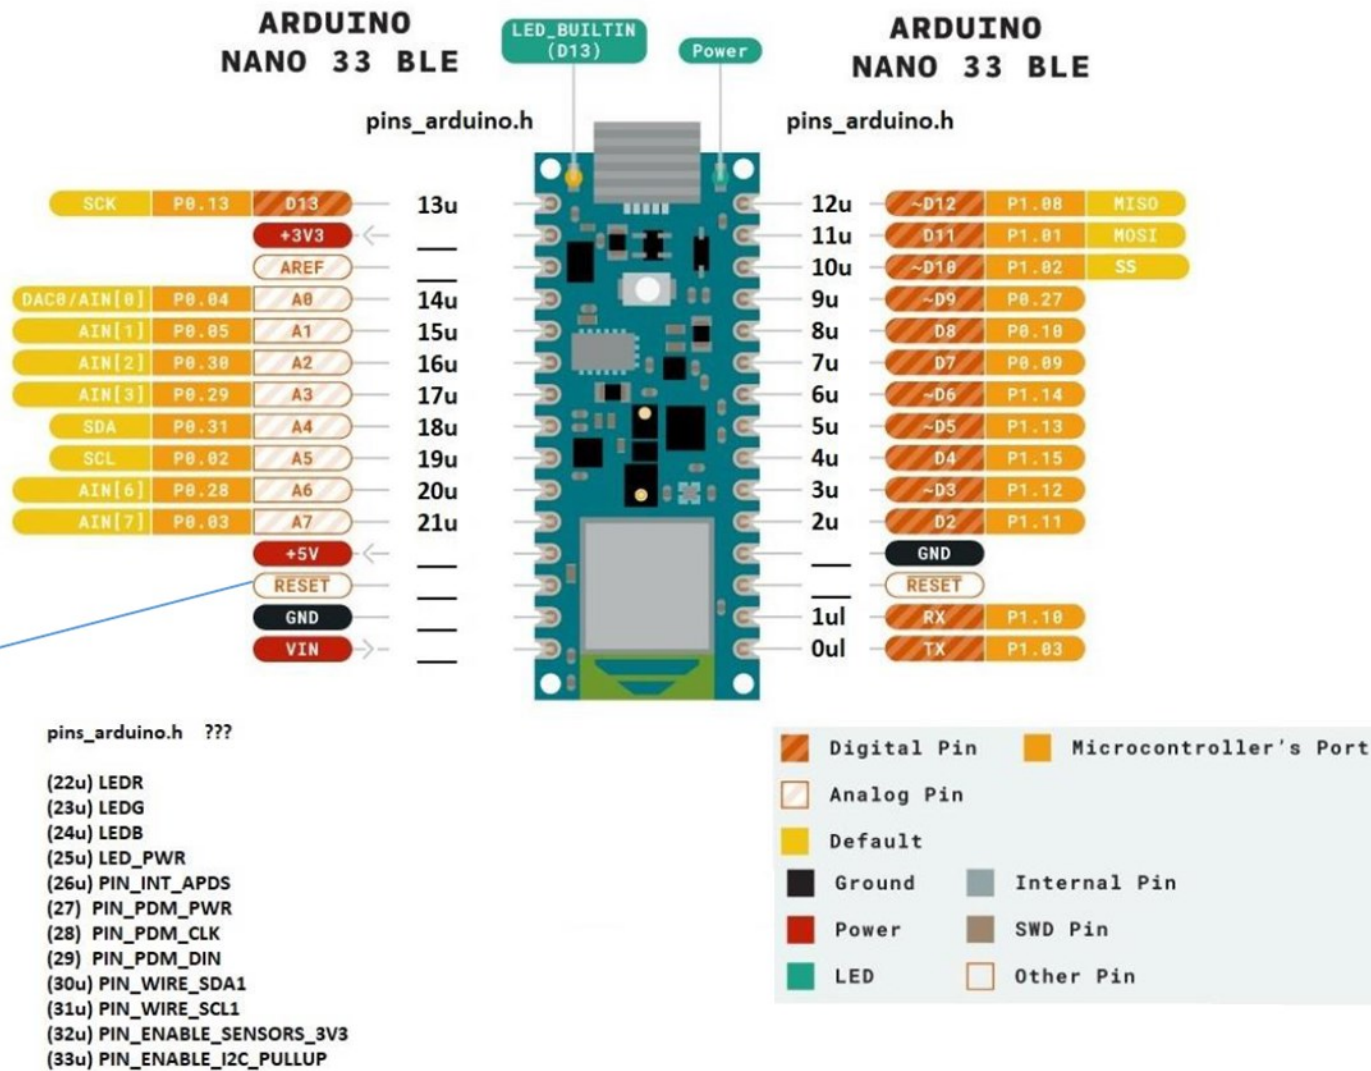 ARDUINO
NANO 33 BLE
LED_BUILTIN
(D13)
Power
ARDUINO
NANO 33 BLE
pins_arduino.h
pins_arduino.h
SCK P0.13 D13 13u
+3V3
AREF
DAC0/AIN[0] P0.04 A0 14u
AIN[1] P0.05 A1 15u
AIN[2] P0.30 A2 16u
AIN[3] P0.29 A3 17u
SDA P0.31 A4 18u
SCL P0.02 A5 19u
AIN[6] P0.28 A6 20u
AIN[7] P0.03 A7 21u
+5V
RESET
GND
VIN
12u ~D12 P1.08 MISO
11u D11 P1.01 MOSI
10u ~D10 P1.02 SS
9u ~D9 P0.27
8u D8 P0.10
7u D7 P0.09
6u ~D6 P1.14
5u ~D5 P1.13
4u D4 P1.15
3u ~D3 P1.12
2u D2 P1.11
GND
RESET
1ul RX P1.10
0ul TX P1.03
pins_arduino.h ???
(22u) LEDR
(23u) LEDG
(24u) LEDB
(25u) LED_PWR
(26u) PIN_INT_APDS
(27) PIN_PDM_PWR
(28) PIN_PDM_CLK
(29) PIN_PDM_DIN
(30u) PIN_WIRE_SDA1
(31u) PIN_WIRE_SCL1
(32u) PIN_ENABLE_SENSORS_3V3
(33u) PIN_ENABLE_I2C_PULLUP
Digital Pin
Microcontroller's Port
Analog Pin
Default
Ground
Internal Pin
Power
SWD Pin
LED
Other Pin